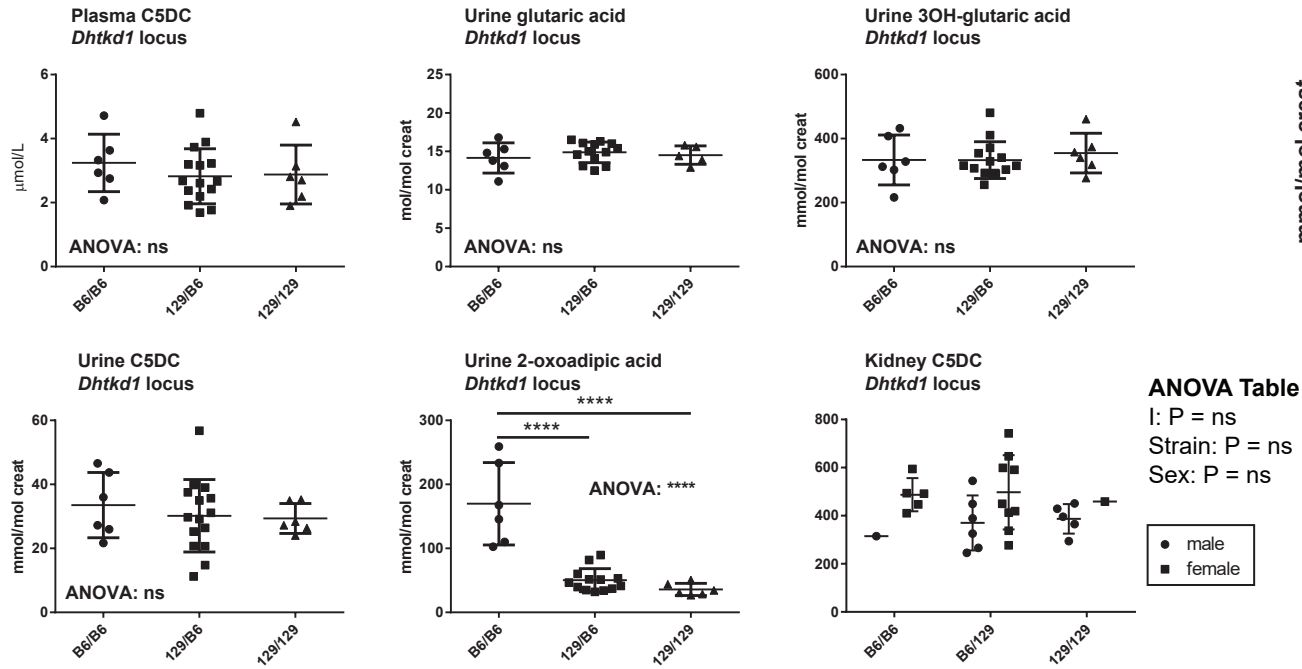 Plasma C5DC
Dhtkd1 locus
6
4
2
0
μmol/L
ANOVA: ns
B6/B6
129/B6
129/129
Urine glutaric acid
Dhtkd1 locus
25
20
15
10
5
0
mol/mol creat
ANOVA: ns
B6/B6
129/B6
129/129
Urine 3OH-glutaric acid
Dhtkd1 locus
600
400
200
0
mmol/mol creat
ANOVA: ns
B6/B6
129/B6
129/129
mmol/mol creat
Urine C5DC
Dhtkd1 locus
60
40
20
0
mmol/mol creat
ANOVA: ns
B6/B6
129/B6
129/129
Urine 2-oxoadipic acid
Dhtkd1 locus
****
****
300
200
100
0
mmol/mol creat
ANOVA: ****
B6/B6
129/B6
129/129
Kidney C5DC
Dhtkd1 locus
800
600
400
200
0
B6/B6
B6/129
129/129
ANOVA Table
I: P = ns
Strain: P = ns
Sex: P = ns
male
female